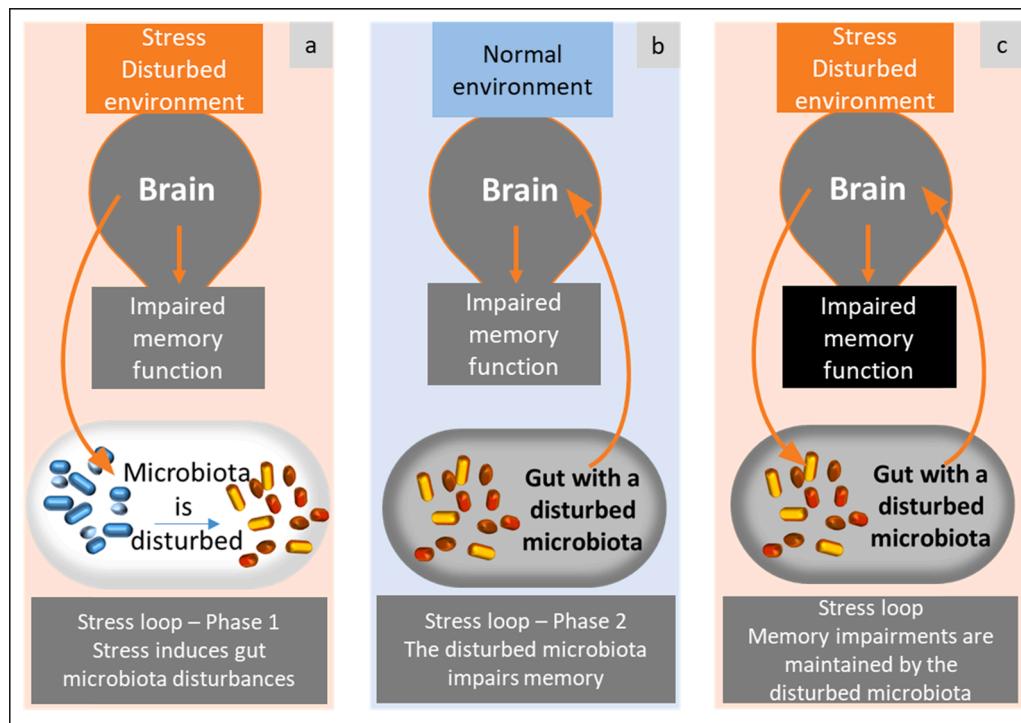 a
Stress
Disturbed
environment
Brain
Impaired
memory
function
Microbiota
is
disturbed
Stress loop – Phase 1
Stress induces gut
microbiota disturbances
b
Normal
environment
Brain
Impaired
memory
function
Gut with a
disturbed
microbiota
Stress loop – Phase 2
The disturbed microbiota
impairs memory
c
Stress
Disturbed
environment
Brain
Impaired
memory
function
Gut with a
disturbed
microbiota
Stress loop
Memory impairments are
maintained by the
disturbed microbiota